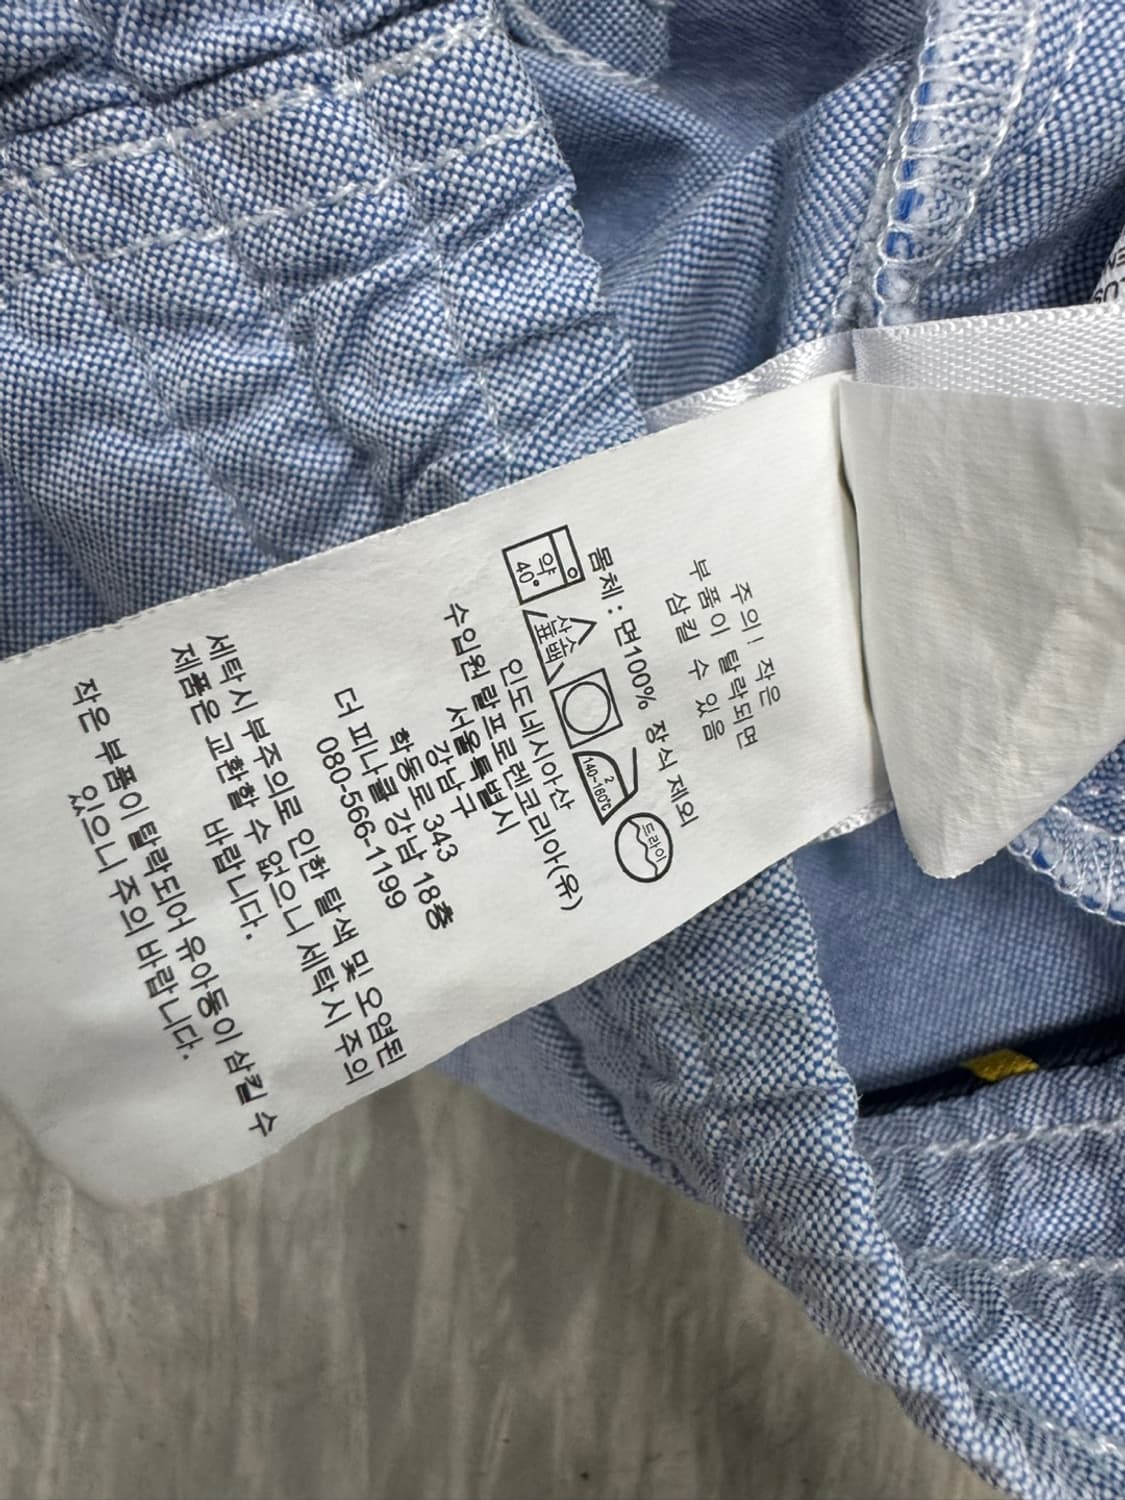 주의! 작은
부품이 탈락되면
삼킬 수 있음
몸체 : 면100% 장식 제외
약
40°
산소
표백
2
140~160℃
드라이
인도네시아산
수입원 랄프로렌코리아(유)
서울특별시
강남구
학동로 343
더 피나클 강남 18층
080-566-1199
세탁시 부주의로 인한 탈색 및 오염된
제품은 교환할 수 없으니 세탁시 주의
바랍니다.
작은 부품이 탈락되어 유아동이 삼킬 수
있으니 주의 바랍니다.